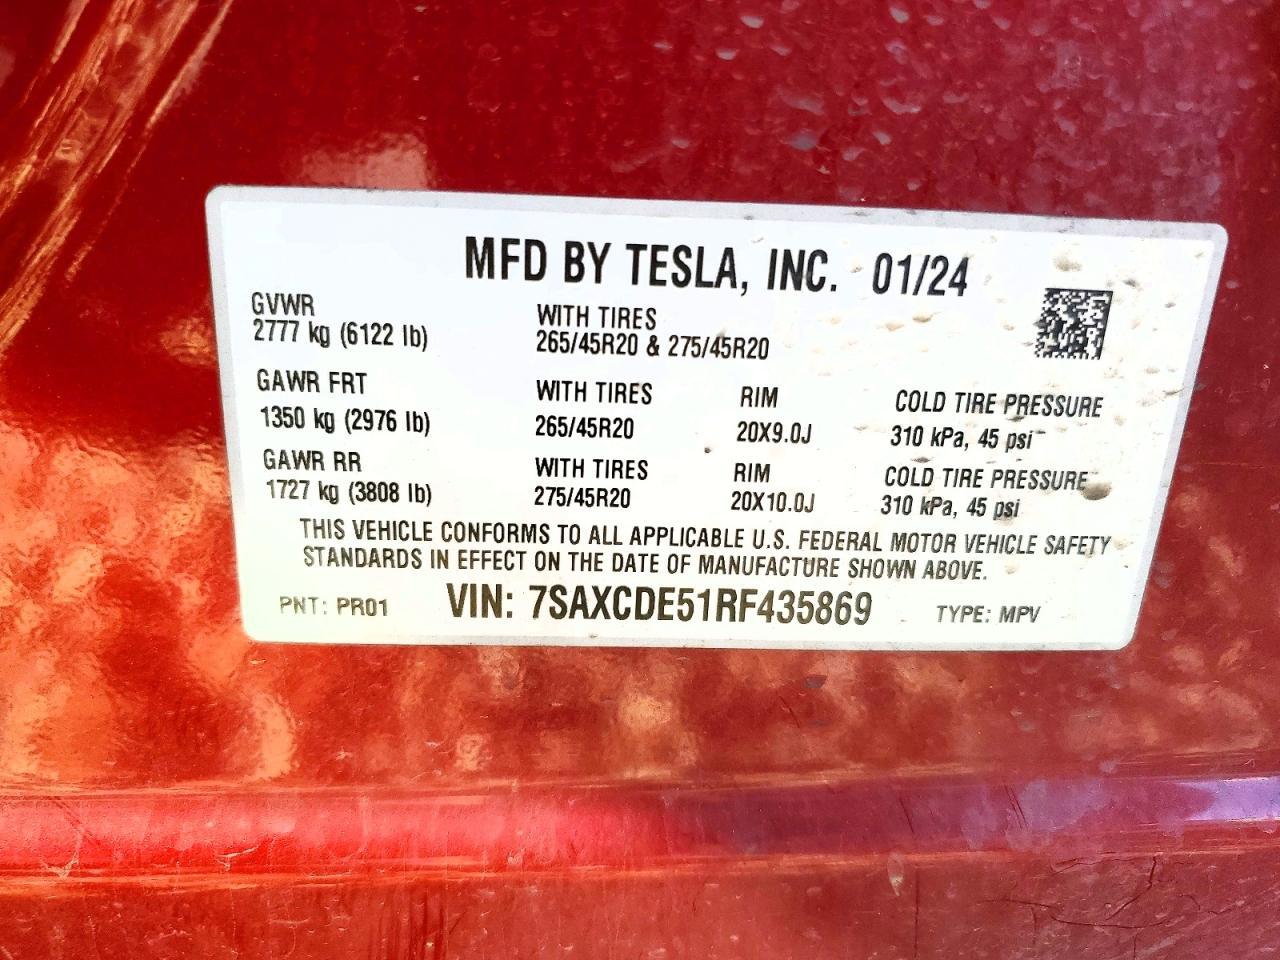 MFD BY TESLA, INC. 01/24
GVWR
2777 kg (6122 lb)
WITH TIRES
265/45R20 & 275/45R20
GAWR FRT
1350 kg (2976 lb)
WITH TIRES
265/45R20
RIM
20X9.0J
COLD TIRE PRESSURE
310 kPa, 45 psi
GAWR RR
1727 kg (3808 lb)
WITH TIRES
275/45R20
RIM
20X10.0J
COLD TIRE PRESSURE
310 kPa, 45 psi
THIS VEHICLE CONFORMS TO ALL APPLICABLE U.S. FEDERAL MOTOR VEHICLE SAFETY
STANDARDS IN EFFECT ON THE DATE OF MANUFACTURE SHOWN ABOVE.
PNT: PR01 VIN: 7SAXCDE51RF435869 TYPE: MPV